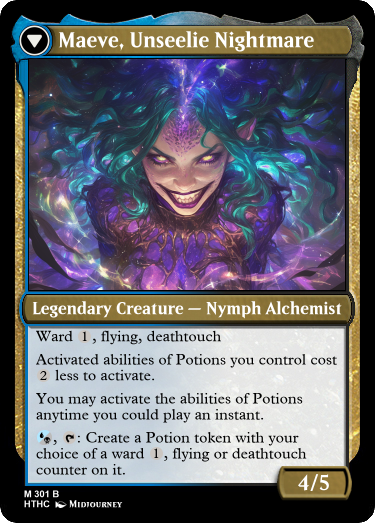 Maeve, Unseelie Nightmare
Legendary Creature — Nymph Alchemist
Ward 1, flying, deathtouch
Activated abilities of Potions you control cost
2 less to activate.
You may activate the abilities of Potions
anytime you could play an instant.
, : Create a Potion token with your
choice of a ward 1, flying or deathtouch
counter on it.
4/5
M 301 B
HTHC Midjourney